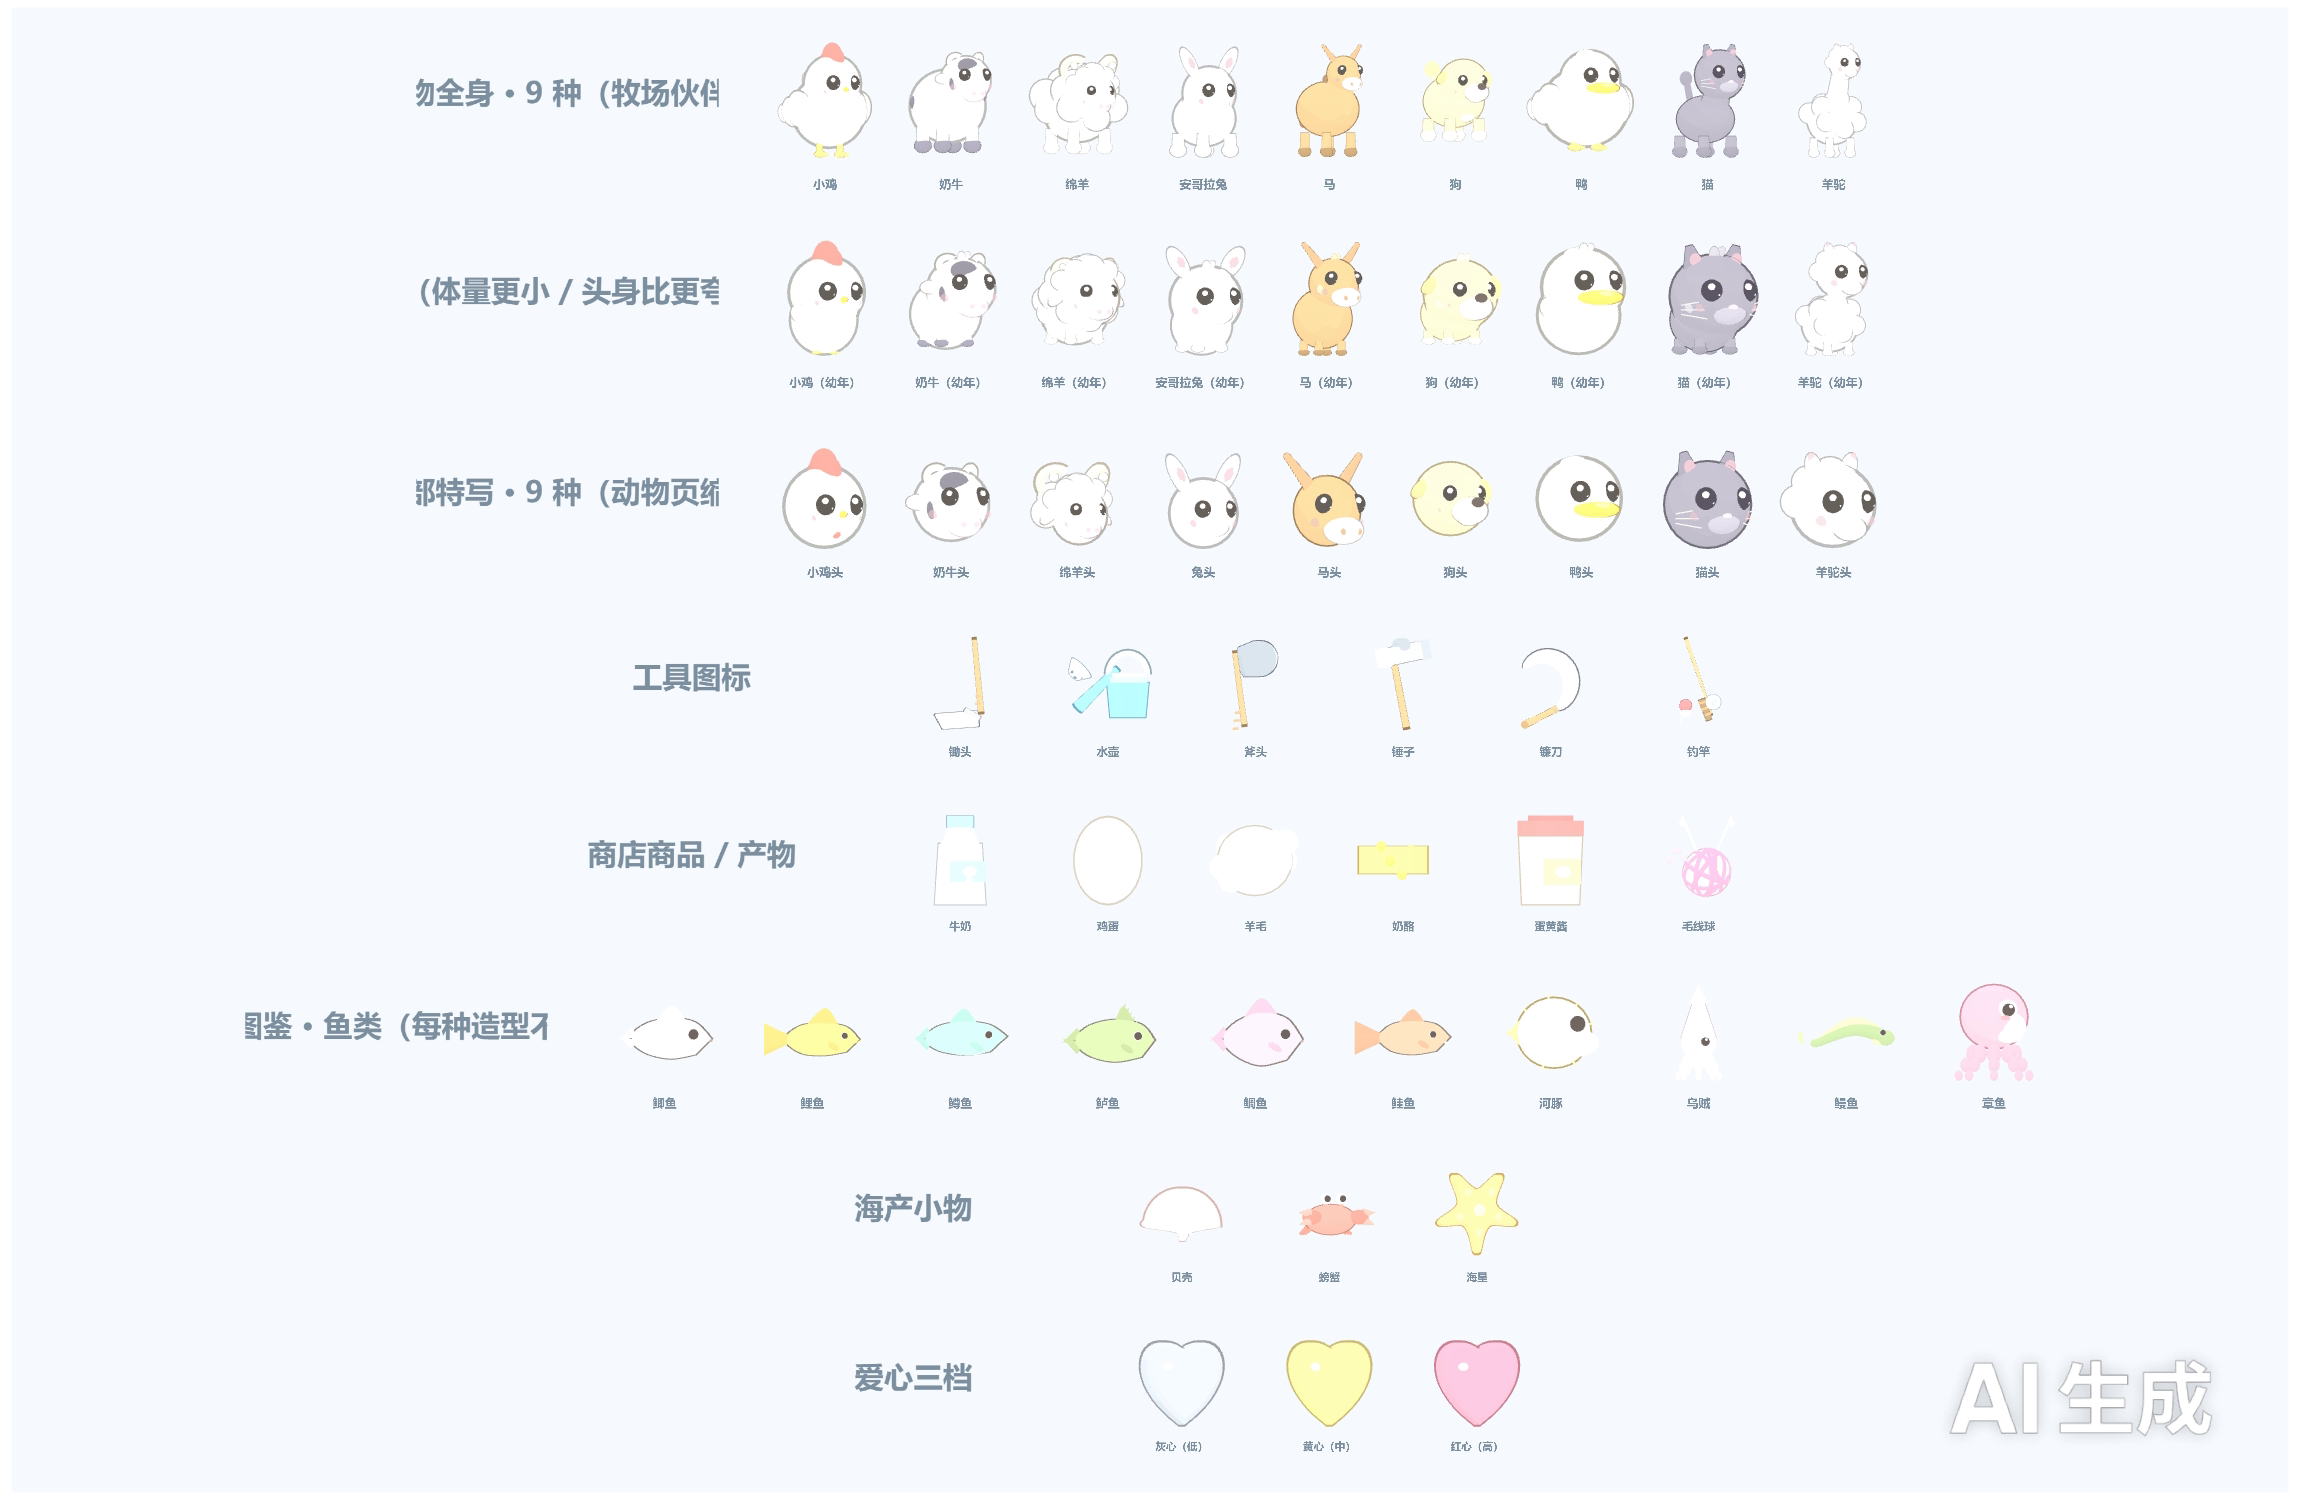 物全身·9 种（牧场伙伴
小鸡 奶牛 绵羊 安哥拉兔 马 狗 鸭 猫 羊驼
（体量更小 / 头身比更夸
小鸡（幼年） 奶牛（幼年） 绵羊（幼年） 安哥拉兔（幼年） 马（幼年） 狗（幼年） 鸭（幼年） 猫（幼年） 羊驼（幼年）
部特写·9 种（动物页缩
小鸡头 奶牛头 绵羊头 兔头 马头 狗头 鸭头 猫头 羊驼头
工具图标
锄头 水壶 斧头 锤子 镰刀 钓竿
商店商品 / 产物
牛奶 鸡蛋 羊毛 奶酪 蛋黄酱 毛线球
图鉴·鱼类（每种造型不
鲫鱼 鲤鱼 鳟鱼 鲈鱼 鲷鱼 鲑鱼 河豚 乌贼 鳗鱼 章鱼
海产小物
贝壳 螃蟹 海星
爱心三档
灰心（低） 黄心（中） 红心（高）
AI 生成